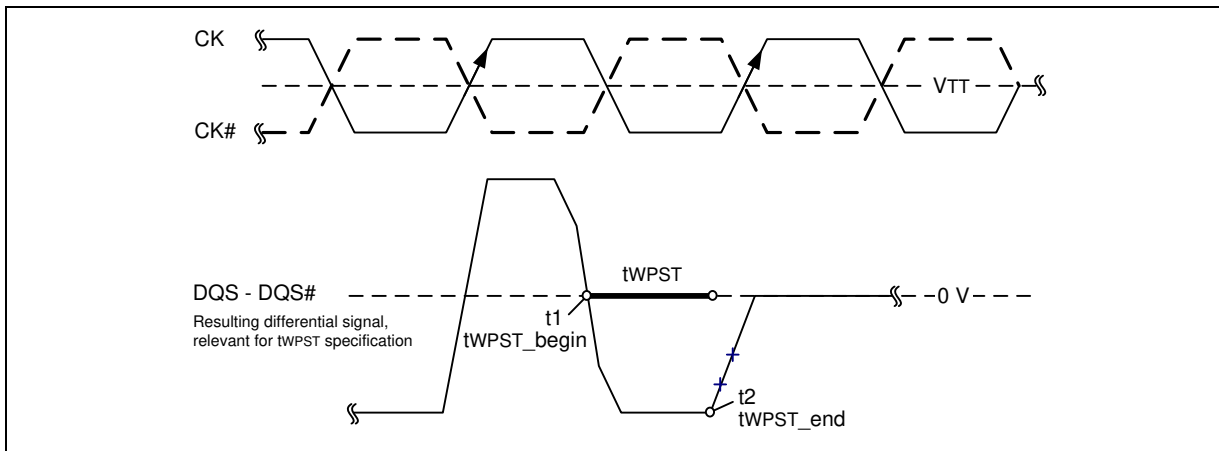 CK
VTT
CK#
tWPST
DQS - DQS#
0 V
Resulting differential signal,
relevant for tWPST specification
t1
tWPST_begin
t2
tWPST_end